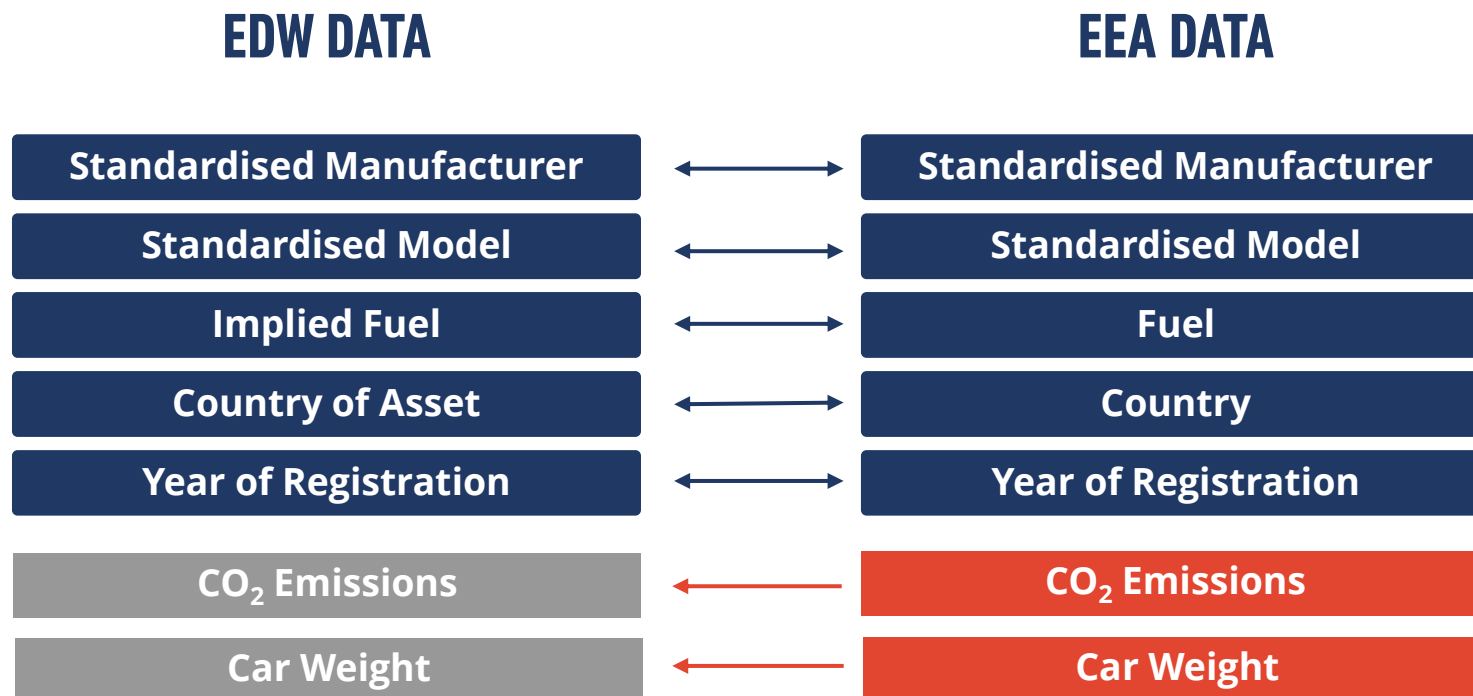 EDW DATA
EEA DATA
Standardised Manufacturer
Standardised Manufacturer
Standardised Model
Standardised Model
Implied Fuel
Fuel
Country of Asset
Country
Year of Registration
Year of Registration
CO₂ Emissions
CO₂ Emissions
Car Weight
Car Weight